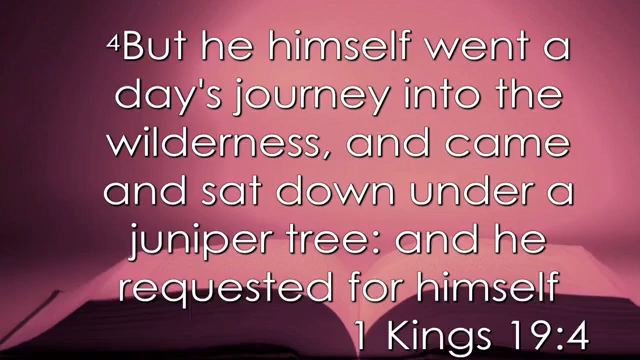 4But he himself went a
day's journey into the
wilderness, and came
and sat down under a
juniper tree: and he
requested for himself
1 Kings 19:4